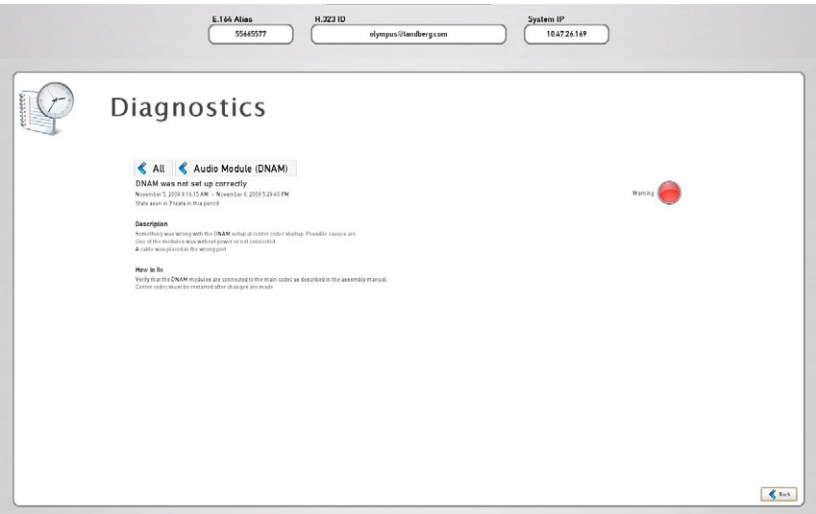 E.164 Alias
H.323 ID
System IP
55665577
olympus@tandberg.com
10.47.26.169
Diagnostics
All
Audio Module (DNAM)
DNAM was not set up correctly
November 5, 2009 9:16:15 AM - November 6, 2009 5:29:40 PM
State seen in 7 tests in this period
Warning
Description
Something was wrong with the DNAM setup at center codec startup. Possible causes are
One of the modules was without power or not connected
A cable was placed in the wrong port
How to fix
Verify that the DNAM modules are connected to the main codec as described in the assembly manual.
Center codec must be restarted after changes are made
Back